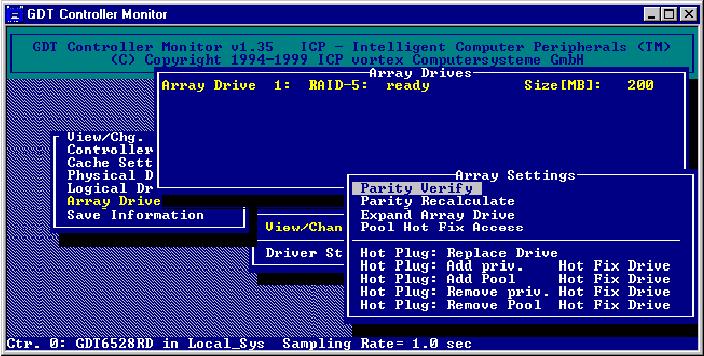 GDT Controller Monitor
GDT Controller Monitor v1.35   ICP - Intelligent Computer Peripherals (TM)
(C) Copyright 1994-1999 ICP vortex Computersysteme GmbH
Array Drives
Array Drive  1:  RAID-5:  ready   Size[MB]:   200
View/Chg.
Controller
Cache Sett
Physical D
Logical Dr
Array Drive
Save Information
View/Chan
Driver St
Array Settings
Parity Verify
Parity Recalculate
Expand Array Drive
Pool Hot Fix Access
Hot Plug: Replace Drive
Hot Plug: Add priv.   Hot Fix Drive
Hot Plug: Add Pool   Hot Fix Drive
Hot Plug: Remove priv. Hot Fix Drive
Hot Plug: Remove Pool  Hot Fix Drive
Ctr. 0: GDT6528RD in Local_Sys  Sampling Rate= 1.0 sec